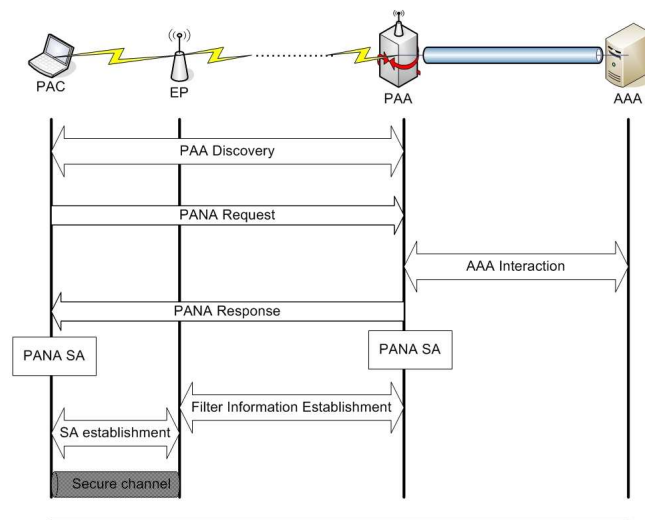 PAC
EP
PAA
AAA
PAA Discovery
PANA Request
AAA Interaction
PANA Response
PANA SA
PANA SA
Filter Information Establishment
SA establishment
Secure channel